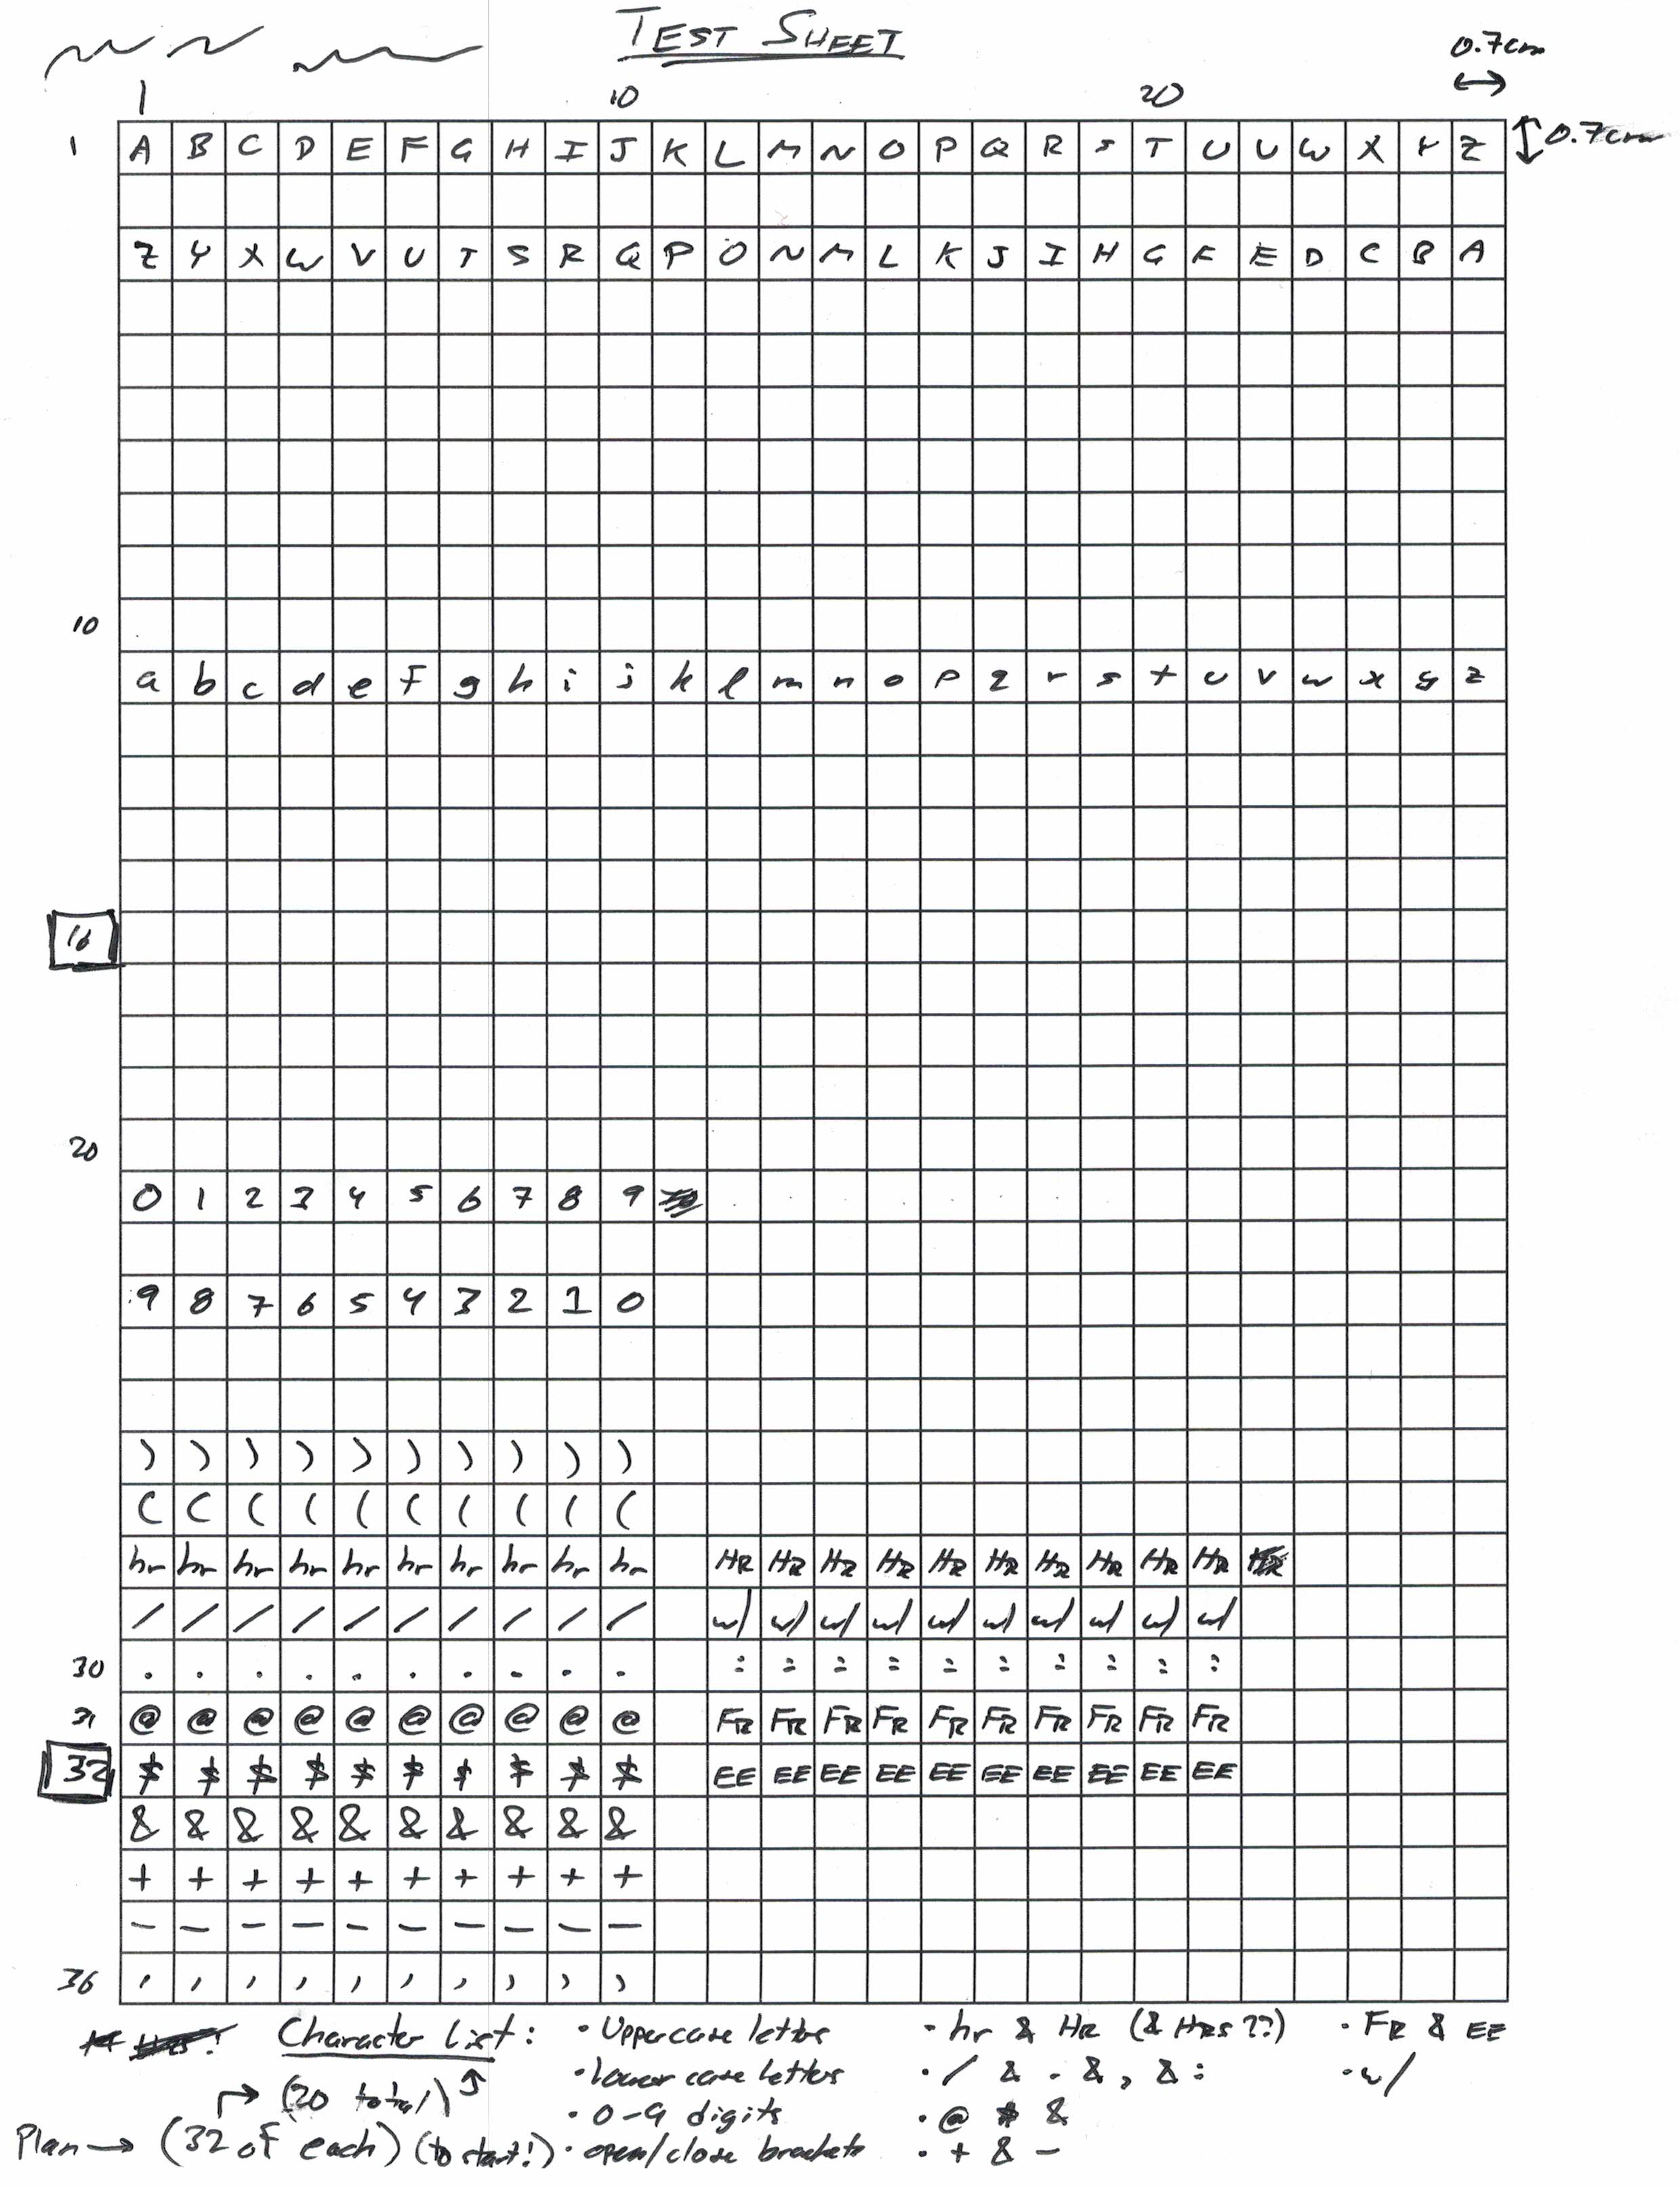 TEST SHEET
0.7cm
1 10 20
1 A B C D E F G H I J K L M N O P Q R S T U V W X Y Z 0.7cm
Z Y X W V U T S R Q P O N M L K J I H G F E D C B A
10
a b c d e f g h i j k l m n o p q r s t u v w x y z
16
20
0 1 2 3 4 5 6 7 8 9
9 8 7 6 5 4 3 2 1 0
) ) ) ) ) ) ) ) ) )
( ( ( ( ( ( ( ( ( (
hr hr hr hr hr hr hr hr hr hr HR HR HR HR HR HR HR HR HR HR
/ / / / / / / / / / w/ w/ w/ w/ w/ w/ w/ w/ w/ w/
30 . . . . . . . . . . : : : : : : : : : :
31 @ @ @ @ @ @ @ @ @ @ FR FR FR FR FR FR FR FR FR FR
32 $ $ $ $ $ $ $ $ $ $ EE EE EE EE EE EE EE EE EE EE
& & & & & & & & & &
+ + + + + + + + + +
- - - - - - - - - -
36 , , , , , , , , , ,
Character List: • Uppercase letters • hr & HR (& HRS ??) • FR & EE
• Lower case letters • / & . & , & : • w/
(20 total) • 0-9 digits • @ $ &
Plan → (32 of each) (to start!) • open/close brackets • + & -